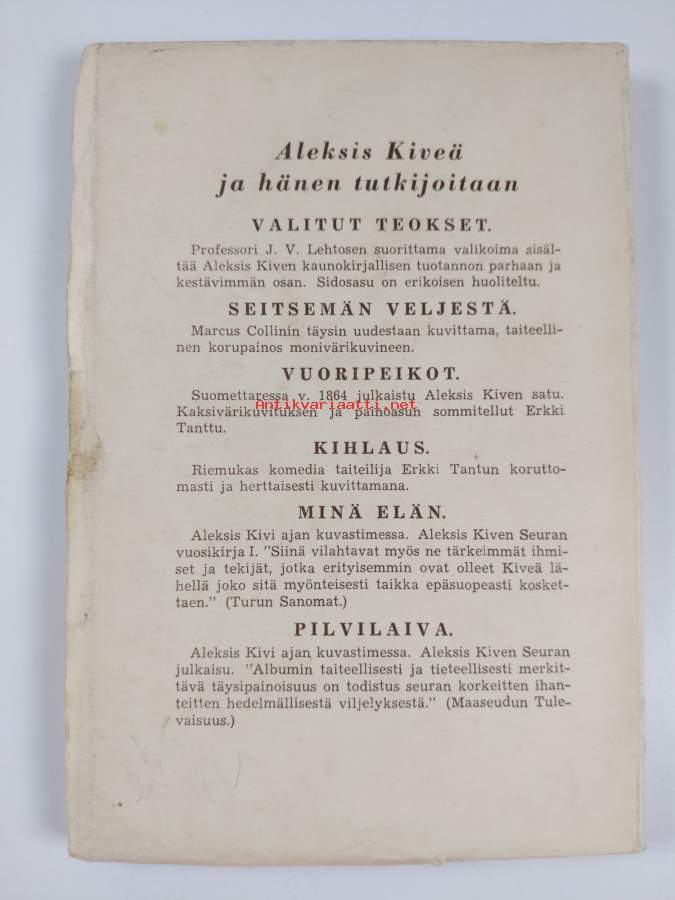 Aleksis Kiveä
ja hänen tutkijoitaan
VALITUT TEOKSET.
Professori J. V. Lehtosen suorittama valikoima sisäl-
tää Aleksis Kiven kaunokirjallisen tuotannon parhaan ja
kestävimmän osan. Sidosasu on erikoisen huoliteltu.
SEITSEMÄN VELJESTÄ.
Marcus Collinin täysin uudestaan kuvittama, taiteelli-
nen korupainos monivärikuvineen.
VUORIPEIKOT.
Suomettaressa v. 1864 julkaistu Aleksis Kiven satu.
Antikvariaatti.net
Kaksivärikuvituksen ja painoasun sommitellut Erkki
Tanttu.
KIHLAUS.
Riemukas komedia taiteilija Erkki Tantun korutto-
masti ja herttaisesti kuvittamana.
MINÄ ELÄN.
Aleksis Kivi ajan kuvastimessa. Aleksis Kiven Seuran
vuosikirja I. "Siinä vilahtavat myös ne tärkeimmät ihmi-
set ja tekijät, jotka erityisemmin ovat olleet Kiveä lä-
hellä joko sitä myönteisesti taikka epäsuopeasti kosket-
taen." (Turun Sanomat.)
PILVILAIVA.
Aleksis Kivi ajan kuvastimessa. Aleksis Kiven Seuran
julkaisu. "Albumin taiteellisesti ja tieteellisesti merkit-
tävä täysipainoisuus on todistus seuran korkeitten ihan-
teitten hedelmällisestä viljelyksestä." (Maaseudun Tule-
vaisuus.)